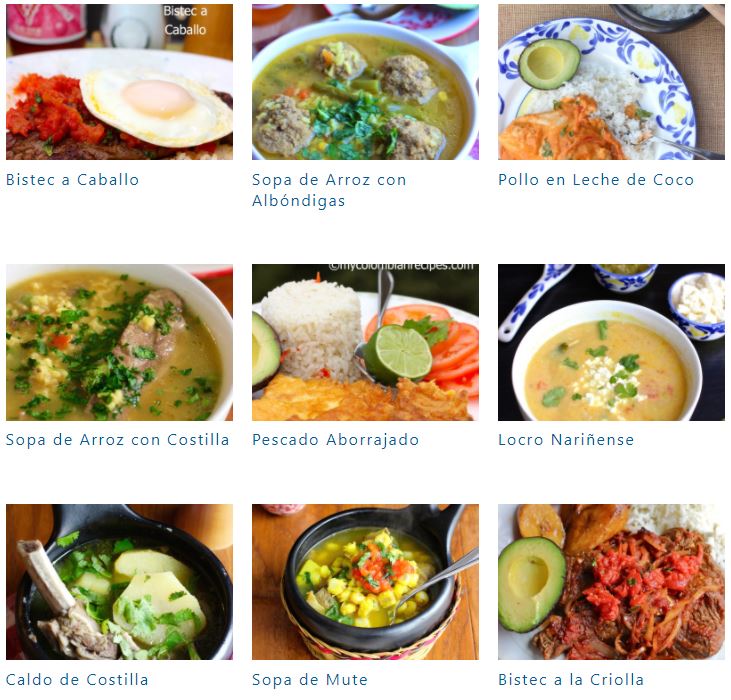 Bistec a
Caballo
Bistec a Caballo
Sopa de Arroz con
Albóndigas
Pollo en Leche de Coco
©mycolombianrecipes.com
Sopa de Arroz con Costilla
Pescado Aborrajado
Locro Nariñense
Caldo de Costilla
Sopa de Mute
Bistec a la Criolla